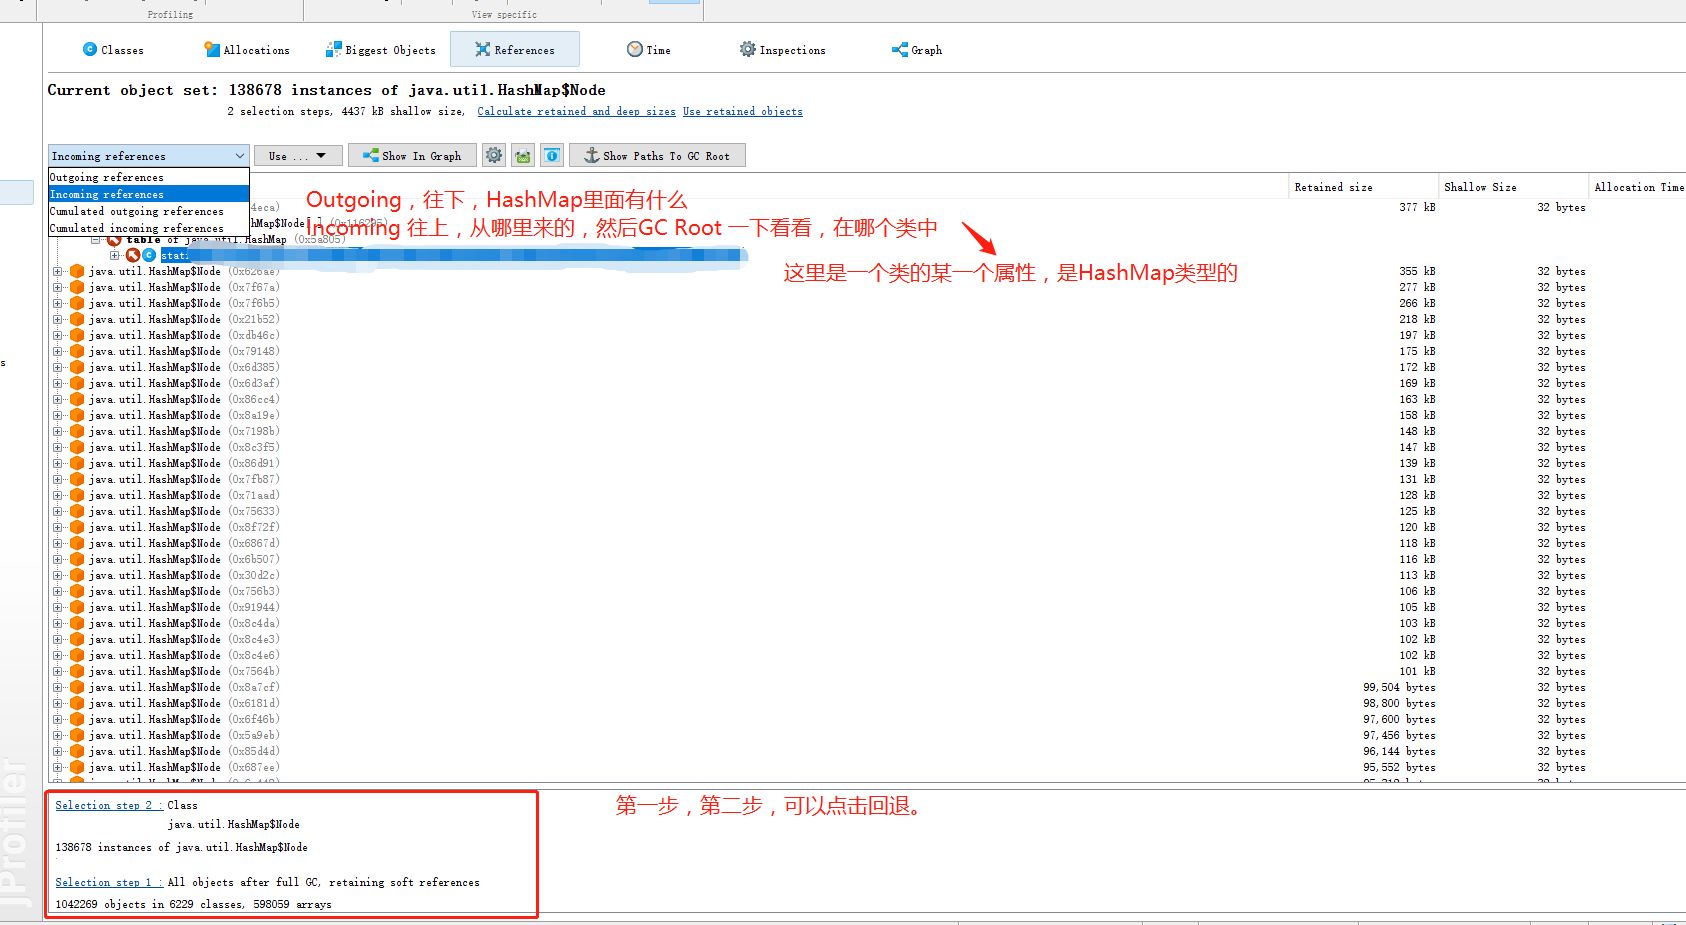 Profiling
View specific
Classes
Allocations
Biggest Objects
References
Time
Inspections
Graph
Current object set: 138678 instances of java.util.HashMap$Node
2 selection steps, 4437 kB shallow size, Calculate retained and deep sizes Use retained objects
Incoming references
Use ...
Show In Graph
Show Paths To GC Root
Outgoing references
Incoming references
Cumulated outgoing references
Cumulated incoming references
Retained size
Shallow Size
Allocation Time
Outgoing，往下，HashMap里面有什么
Incoming 往上，从哪里来的，然后GC Root 一下看看，在哪个类中
这里是一个类的某一个属性，是HashMap类型的
4eca) 377 kB 32 bytes
hMap$Node[] (0x116295)
table of java.util.HashMap (0x5a805)
stati
java.util.HashMap$Node (0x626ae) 355 kB 32 bytes
java.util.HashMap$Node (0x7f67a) 277 kB 32 bytes
java.util.HashMap$Node (0x7f6b5) 266 kB 32 bytes
java.util.HashMap$Node (0x21b52) 218 kB 32 bytes
java.util.HashMap$Node (0xdb46c) 197 kB 32 bytes
java.util.HashMap$Node (0x79148) 175 kB 32 bytes
java.util.HashMap$Node (0x6d385) 172 kB 32 bytes
java.util.HashMap$Node (0x6d3af) 169 kB 32 bytes
java.util.HashMap$Node (0x86cc4) 163 kB 32 bytes
java.util.HashMap$Node (0x8a19e) 158 kB 32 bytes
java.util.HashMap$Node (0x7198b) 148 kB 32 bytes
java.util.HashMap$Node (0x8c3f5) 147 kB 32 bytes
java.util.HashMap$Node (0x86d91) 139 kB 32 bytes
java.util.HashMap$Node (0x7fb87) 131 kB 32 bytes
java.util.HashMap$Node (0x71aad) 128 kB 32 bytes
java.util.HashMap$Node (0x75633) 125 kB 32 bytes
java.util.HashMap$Node (0x8f72f) 120 kB 32 bytes
java.util.HashMap$Node (0x6867d) 118 kB 32 bytes
java.util.HashMap$Node (0x6b507) 116 kB 32 bytes
java.util.HashMap$Node (0x30d2c) 113 kB 32 bytes
java.util.HashMap$Node (0x756b3) 106 kB 32 bytes
java.util.HashMap$Node (0x91944) 105 kB 32 bytes
java.util.HashMap$Node (0x8c4da) 103 kB 32 bytes
java.util.HashMap$Node (0x8c4e3) 102 kB 32 bytes
java.util.HashMap$Node (0x8c4e6) 102 kB 32 bytes
java.util.HashMap$Node (0x7564b) 101 kB 32 bytes
java.util.HashMap$Node (0x8a7cf) 99,504 bytes 32 bytes
java.util.HashMap$Node (0x6181d) 98,800 bytes 32 bytes
java.util.HashMap$Node (0x6f46b) 97,600 bytes 32 bytes
java.util.HashMap$Node (0x5a9eb) 97,456 bytes 32 bytes
java.util.HashMap$Node (0x85d4d) 96,144 bytes 32 bytes
java.util.HashMap$Node (0x687ee) 95,552 bytes 32 bytes
s
JProfiler
Selection step 2 : Class
java.util.HashMap$Node
138678 instances of java.util.HashMap$Node
Selection step 1 : All objects after full GC, retaining soft references
1042269 objects in 6229 classes, 598059 arrays
第一步，第二步，可以点击回退。